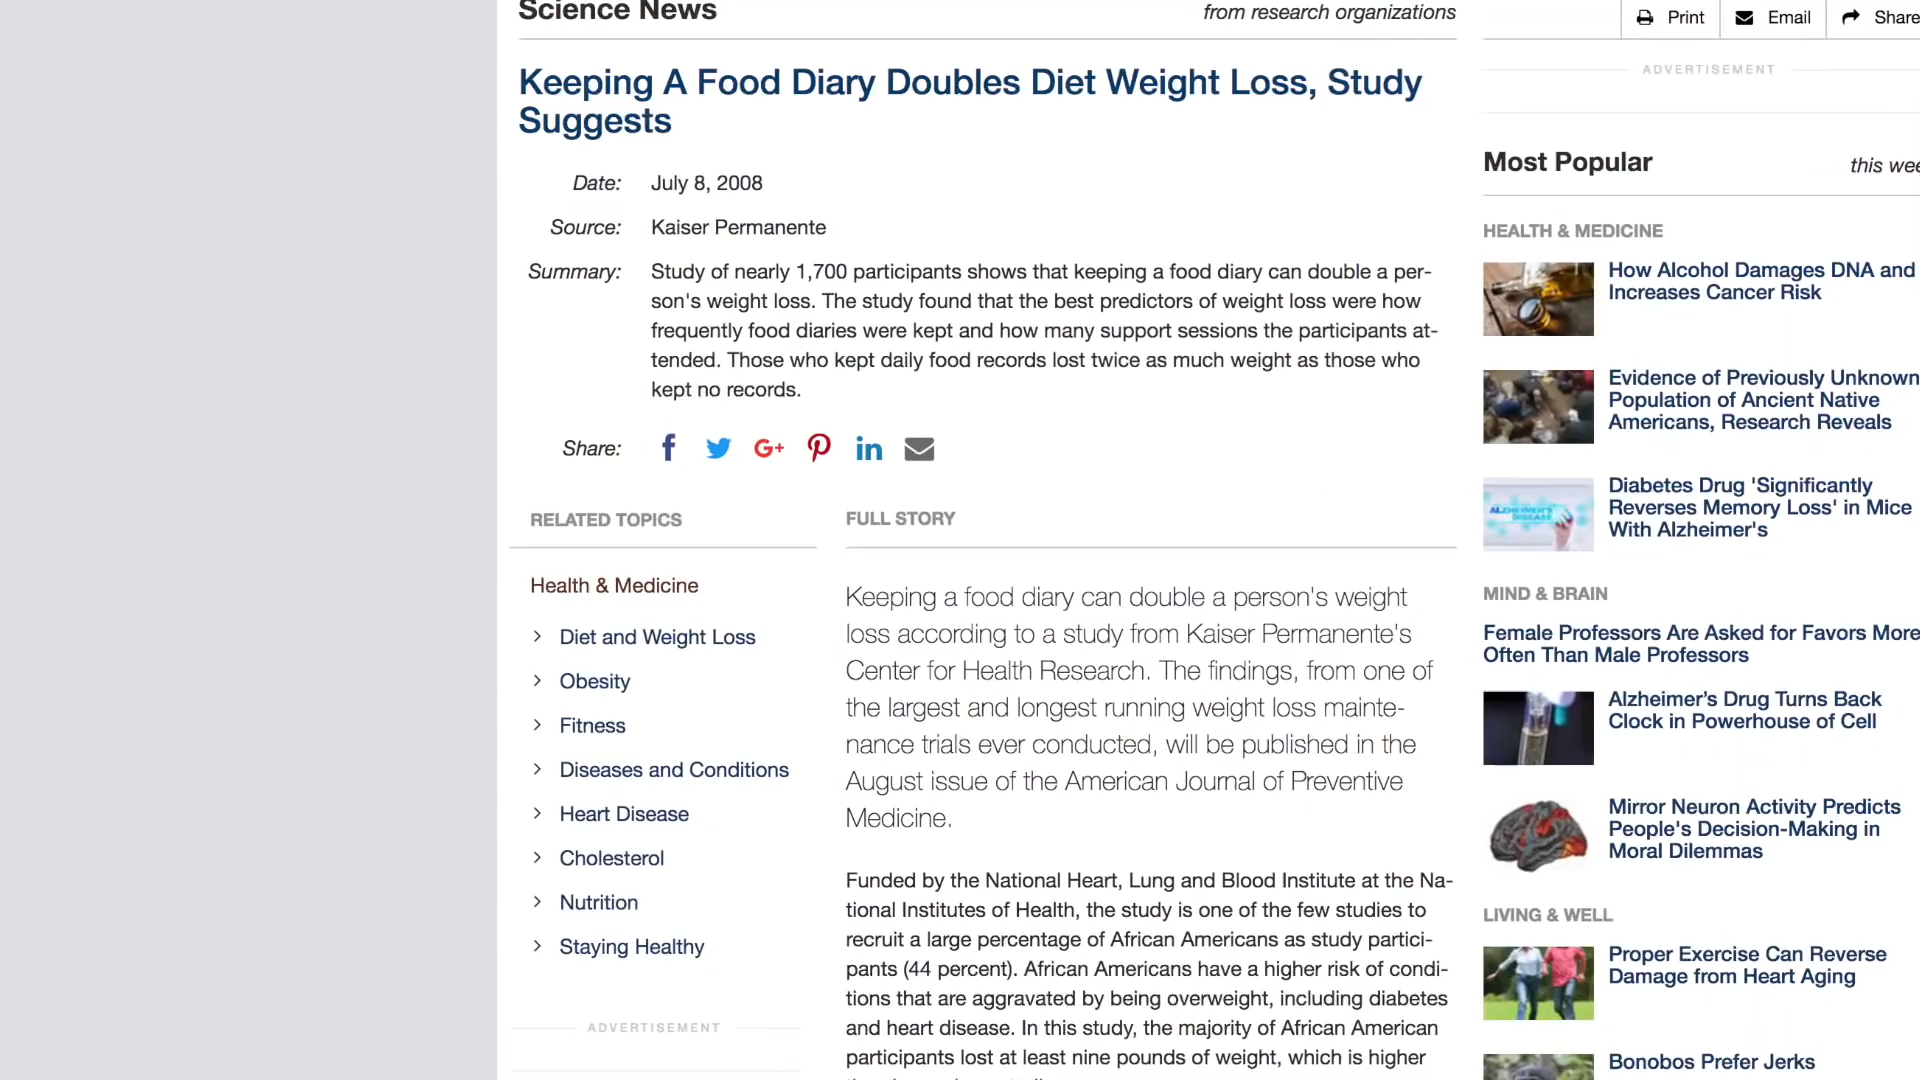 Science News
from research organizations
Print
Email
Share
ADVERTISEMENT
Keeping A Food Diary Doubles Diet Weight Loss, Study
Suggests
Date: July 8, 2008
Source: Kaiser Permanente
Summary: Study of nearly 1,700 participants shows that keeping a food diary can double a per-
son's weight loss. The study found that the best predictors of weight loss were how
frequently food diaries were kept and how many support sessions the participants at-
tended. Those who kept daily food records lost twice as much weight as those who
kept no records.
Share:
RELATED TOPICS
Health & Medicine
Diet and Weight Loss
Obesity
Fitness
Diseases and Conditions
Heart Disease
Cholesterol
Nutrition
Staying Healthy
ADVERTISEMENT
FULL STORY
Keeping a food diary can double a person's weight
loss according to a study from Kaiser Permanente's
Center for Health Research. The findings, from one of
the largest and longest running weight loss mainte-
nance trials ever conducted, will be published in the
August issue of the American Journal of Preventive
Medicine.
Funded by the National Heart, Lung and Blood Institute at the Na-
tional Institutes of Health, the study is one of the few studies to
recruit a large percentage of African Americans as study partici-
pants (44 percent). African Americans have a higher risk of condi-
tions that are aggravated by being overweight, including diabetes
and heart disease. In this study, the majority of African American
participants lost at least nine pounds of weight, which is higher
Most Popular
this wee
HEALTH & MEDICINE
How Alcohol Damages DNA and
Increases Cancer Risk
Evidence of Previously Unknown
Population of Ancient Native
Americans, Research Reveals
ALZHEIMER'S
DISEASE
Diabetes Drug 'Significantly
Reverses Memory Loss' in Mice
With Alzheimer's
MIND & BRAIN
Female Professors Are Asked for Favors More
Often Than Male Professors
Alzheimer's Drug Turns Back
Clock in Powerhouse of Cell
Mirror Neuron Activity Predicts
People's Decision-Making in
Moral Dilemmas
LIVING & WELL
Proper Exercise Can Reverse
Damage from Heart Aging
Bonobos Prefer Jerks